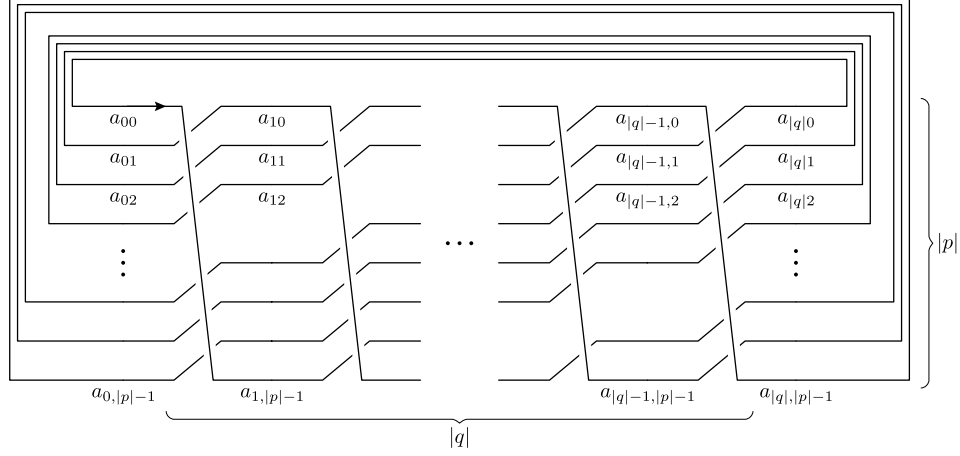 a_{00} a_{10} a_{|q|-1,0} a_{|q|0}
a_{01} a_{11} a_{|q|-1,1} a_{|q|1}
a_{02} a_{12} a_{|q|-1,2} a_{|q|2}
⋮ ⋯ ⋮ |p|
a_{0,|p|-1} a_{1,|p|-1} a_{|q|-1,|p|-1} a_{|q|,|p|-1}
|q|